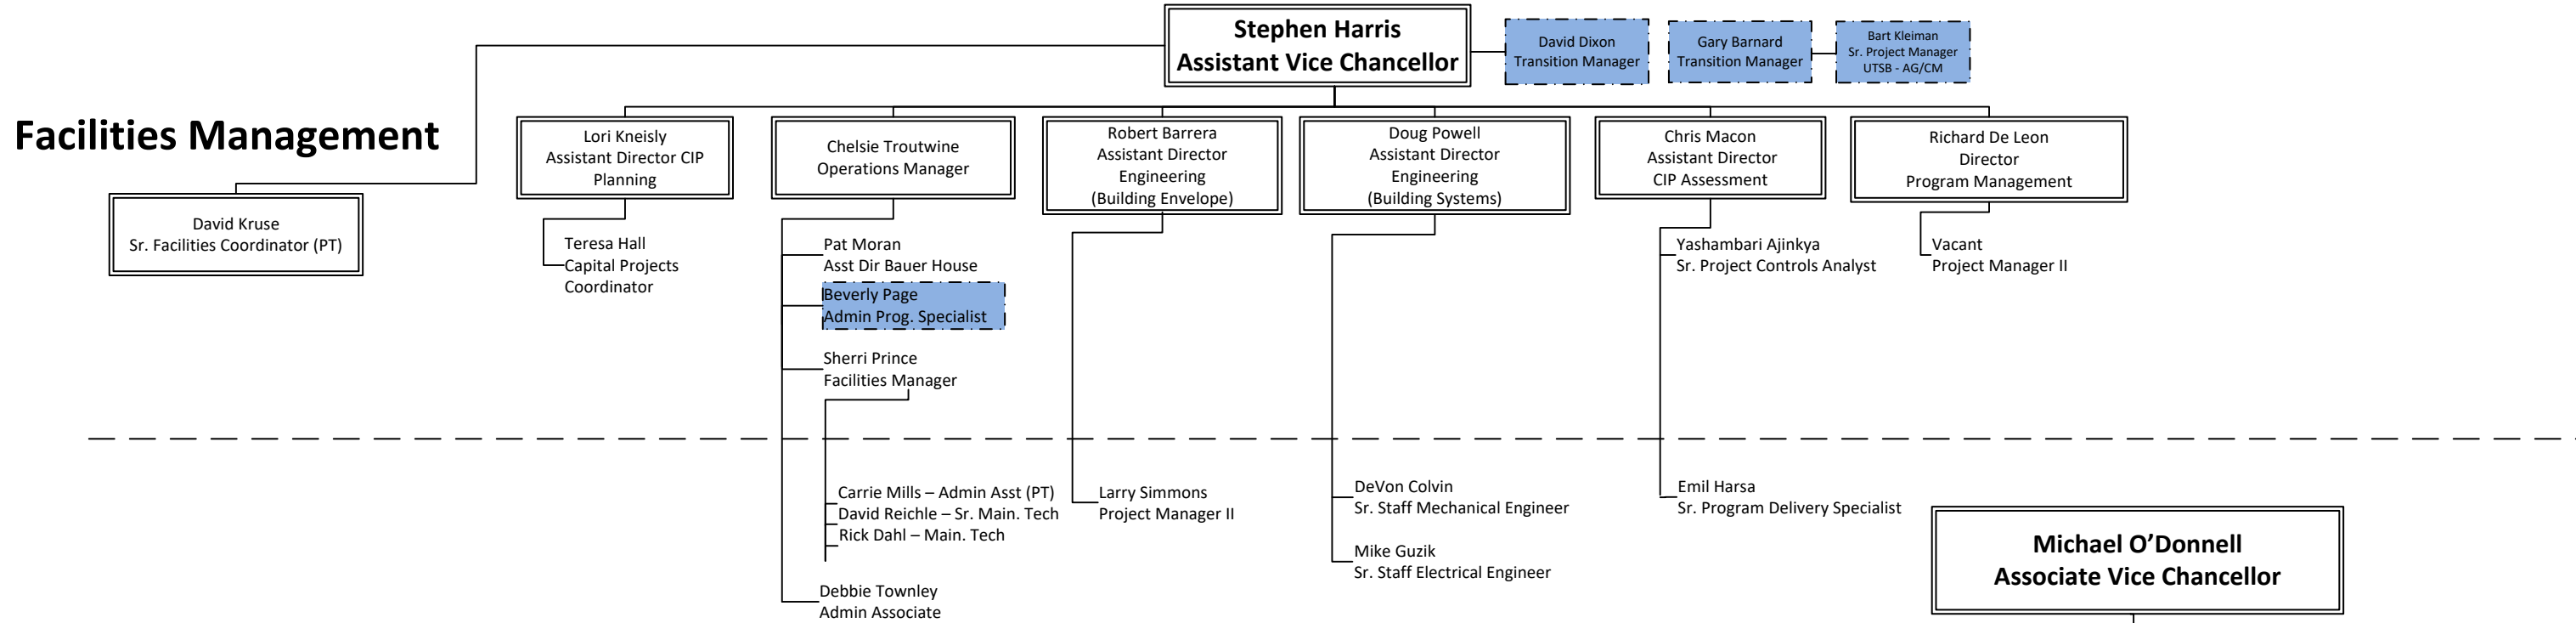 Stephen Harris
Assistant Vice Chancellor
David Dixon
Transition Manager
Gary Barnard
Transition Manager
Bart Kleiman
Sr. Project Manager
UTSB - AG/CM
Facilities Management
David Kruse
Sr. Facilities Coordinator (PT)
Lori Kneisly
Assistant Director CIP
Planning
Teresa Hall
Capital Projects
Coordinator
Chelsie Troutwine
Operations Manager
Pat Moran
Asst Dir Bauer House
Beverly Page
Admin Prog. Specialist
Sherri Prince
Facilities Manager
Carrie Mills – Admin Asst (PT)
David Reichle – Sr. Main. Tech
Rick Dahl – Main. Tech
Debbie Townley
Admin Associate
Robert Barrera
Assistant Director
Engineering
(Building Envelope)
Larry Simmons
Project Manager II
Doug Powell
Assistant Director
Engineering
(Building Systems)
DeVon Colvin
Sr. Staff Mechanical Engineer
Mike Guzik
Sr. Staff Electrical Engineer
Chris Macon
Assistant Director
CIP Assessment
Yashambari Ajinkya
Sr. Project Controls Analyst
Emil Harsa
Sr. Program Delivery Specialist
Richard De Leon
Director
Program Management
Vacant
Project Manager II
Michael O’Donnell
Associate Vice Chancellor